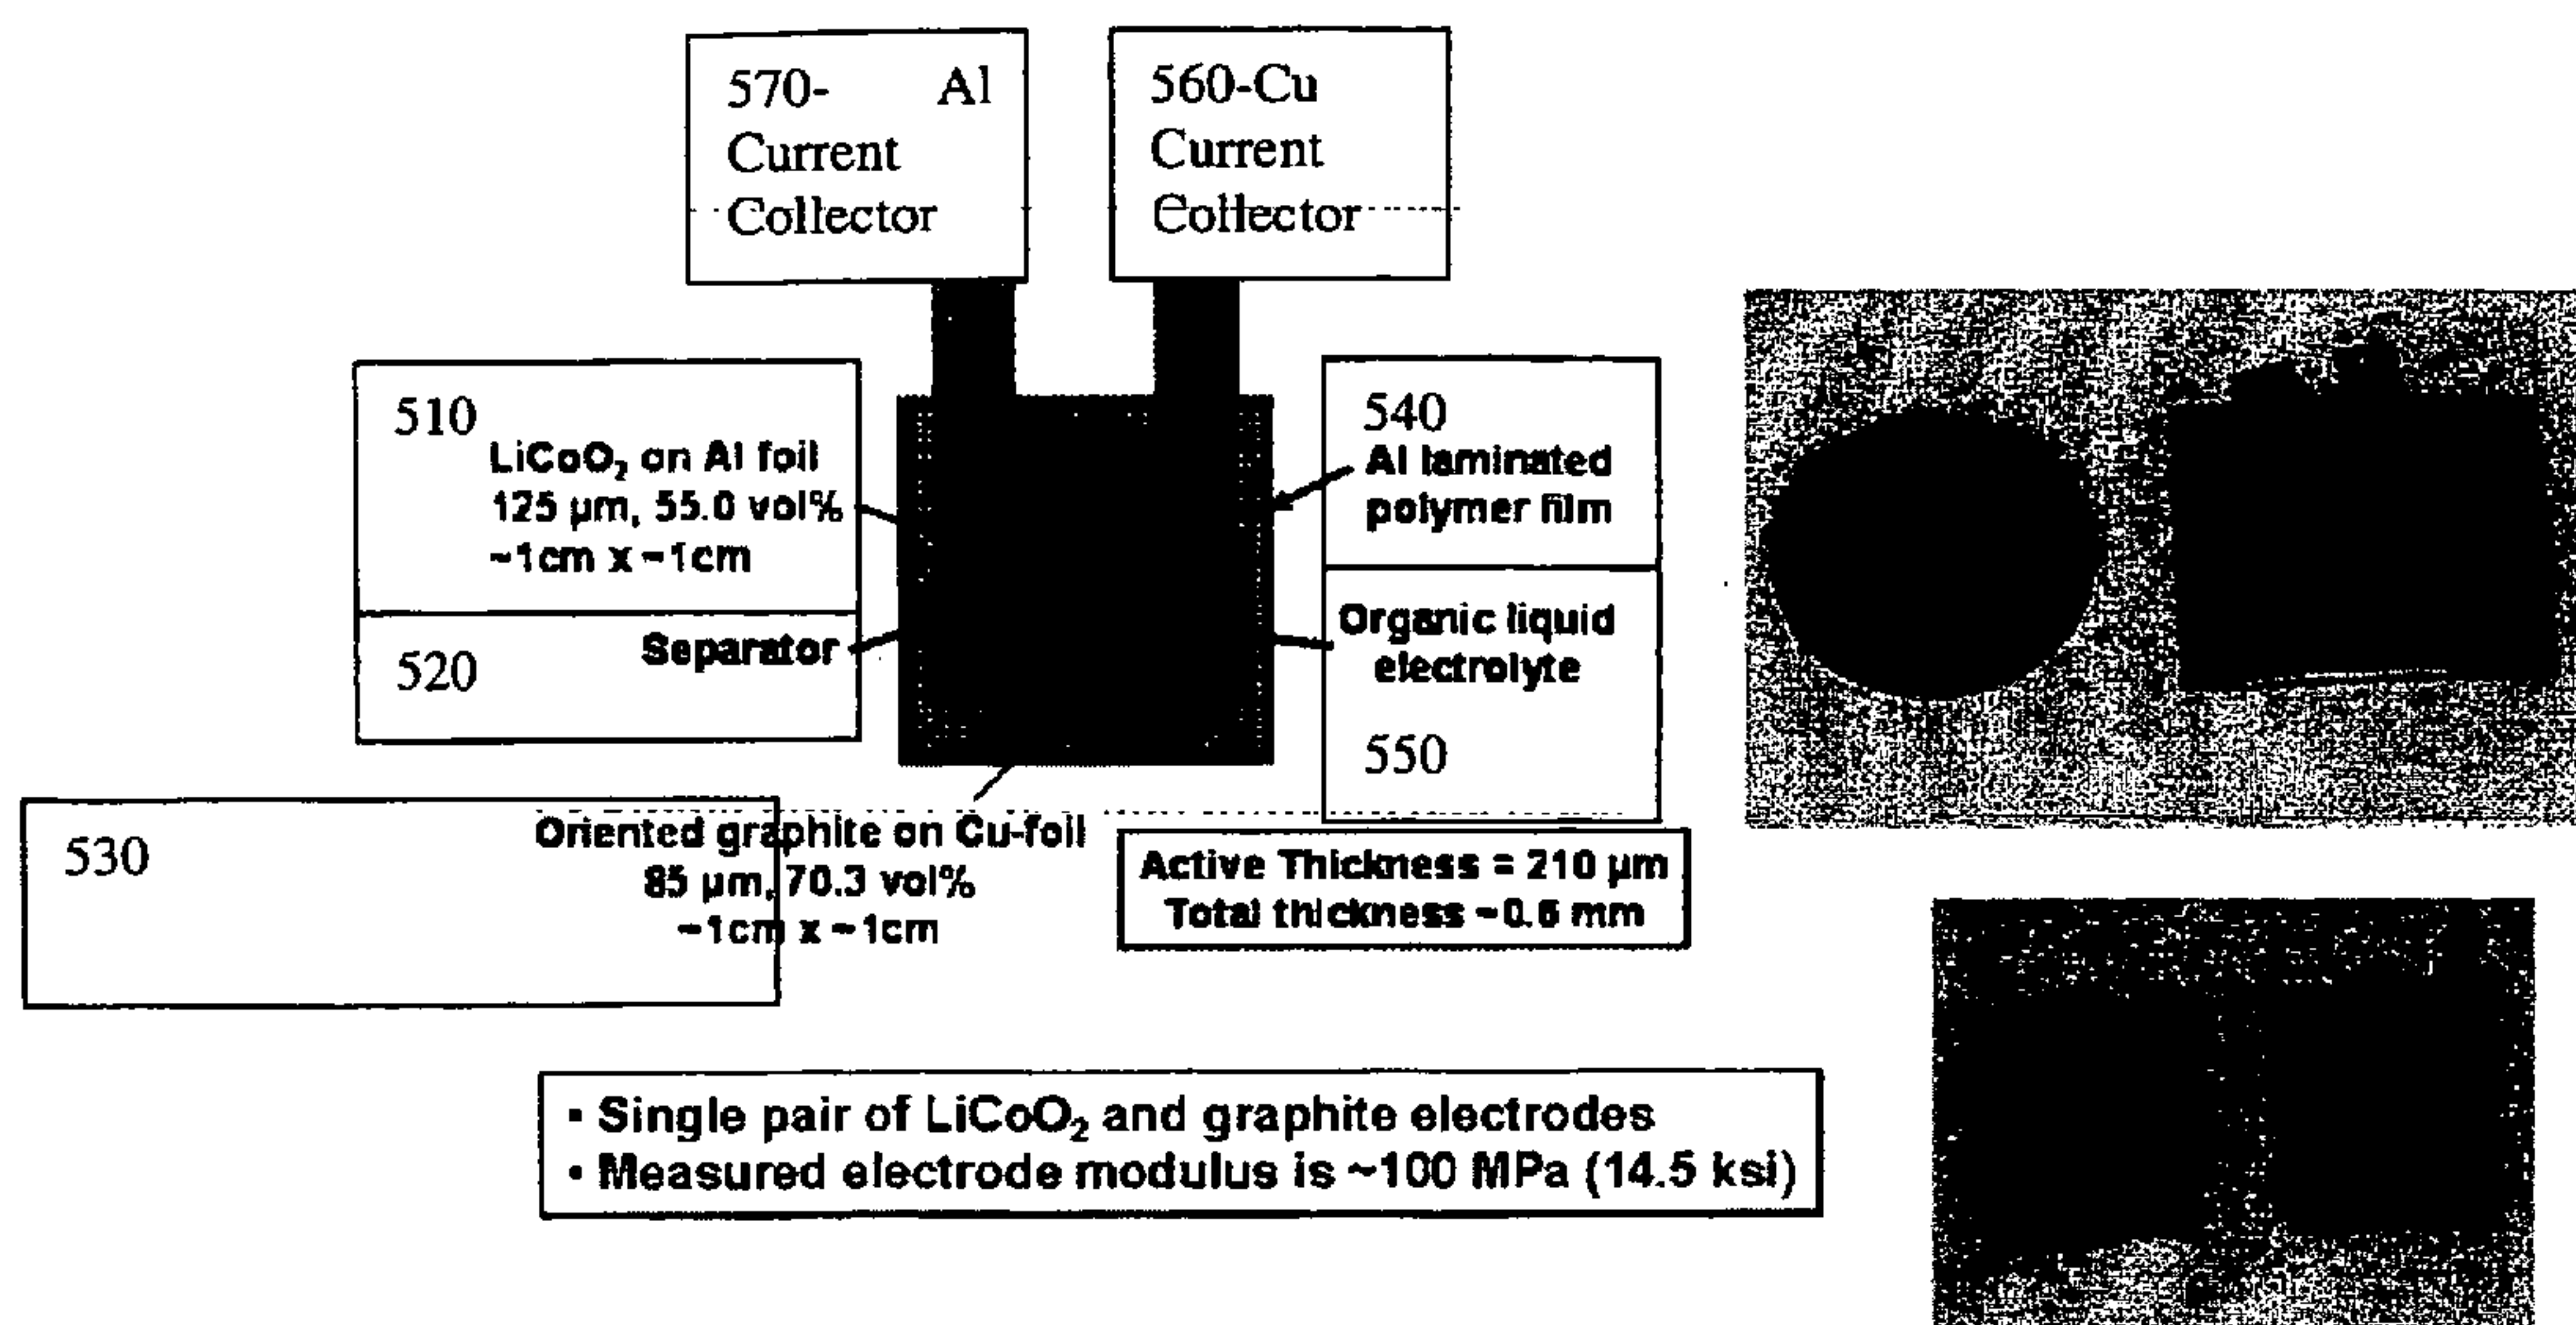 570- Al
Current
Collector
560-Cu
Current
Collector
510
LiCoO₂ on Al foil
125 µm, 55.0 vol%
~1cm x ~1cm
520
Separator
540
Al laminated
polymer film
Organic liquid
electrolyte
550
530
Oriented graphite on Cu-foil
85 µm, 70.3 vol%
~1cm x ~1cm
Active Thickness = 210 µm
Total thickness ~0.6 mm
▪ Single pair of LiCoO₂ and graphite electrodes
▪ Measured electrode modulus is ~100 MPa (14.5 ksi)